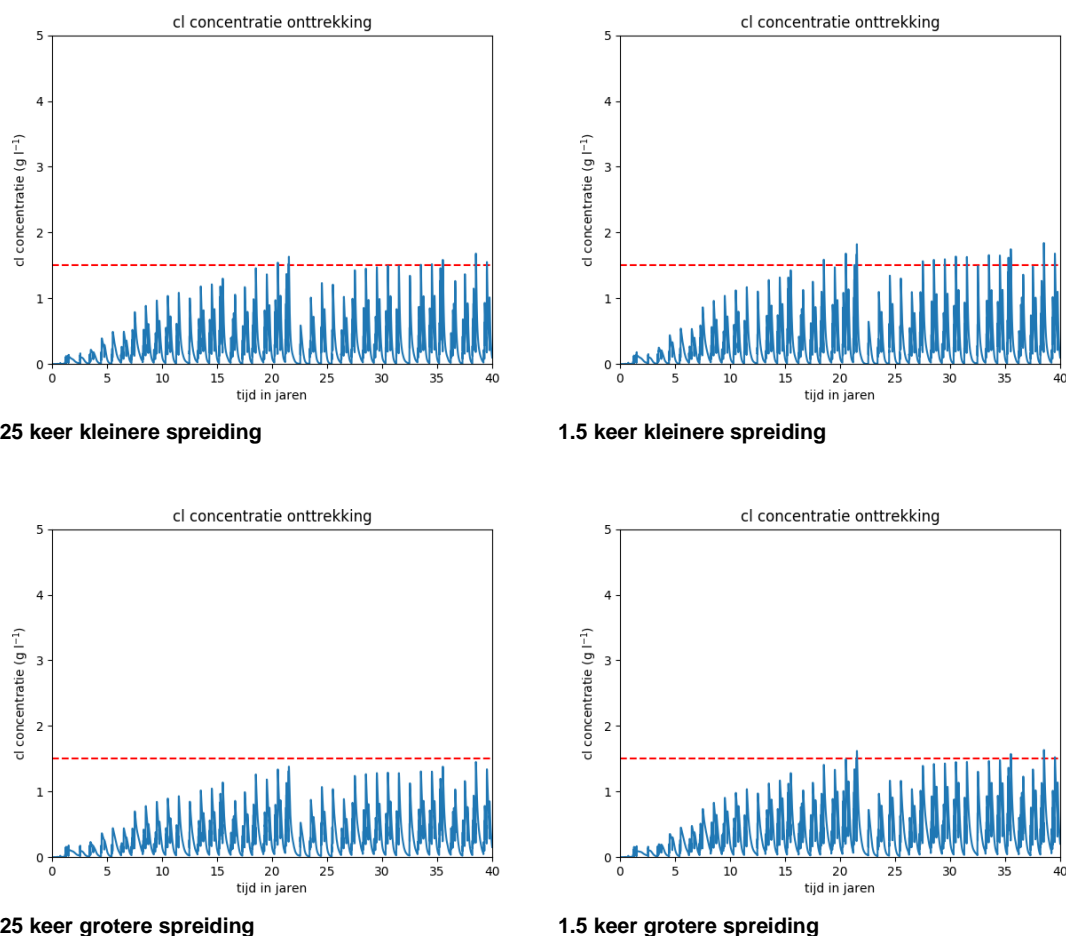 cl concentratie onttrekking
cl concentratie (g l⁻¹)
5
4
3
2
1
0
0 5 10 15 20 25 30 35 40
tijd in jaren
25 keer kleinere spreiding
cl concentratie onttrekking
cl concentratie (g l⁻¹)
5
4
3
2
1
0
0 5 10 15 20 25 30 35 40
tijd in jaren
1.5 keer kleinere spreiding
cl concentratie onttrekking
cl concentratie (g l⁻¹)
5
4
3
2
1
0
0 5 10 15 20 25 30 35 40
tijd in jaren
25 keer grotere spreiding
cl concentratie onttrekking
cl concentratie (g l⁻¹)
5
4
3
2
1
0
0 5 10 15 20 25 30 35 40
tijd in jaren
1.5 keer grotere spreiding